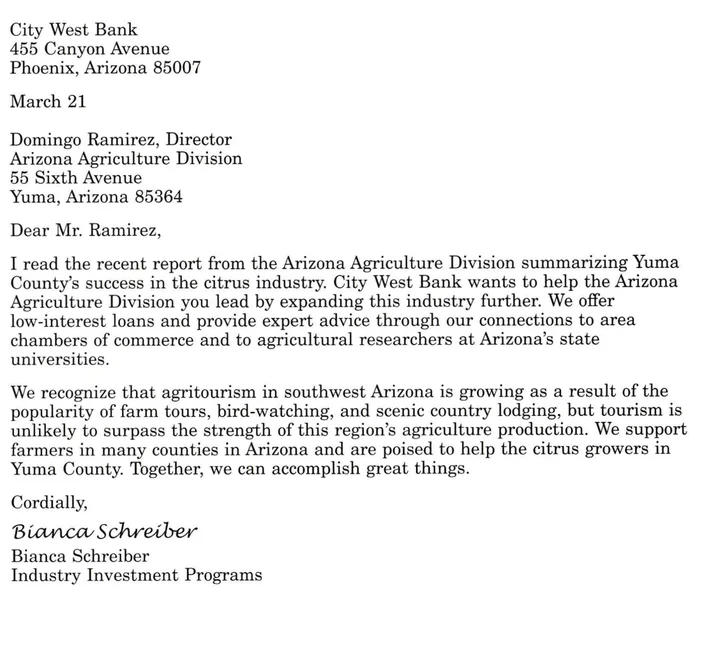 City West Bank
455 Canyon Avenue
Phoenix, Arizona 85007
March 21
Domingo Ramirez, Director
Arizona Agriculture Division
55 Sixth Avenue
Yuma, Arizona 85364
Dear Mr. Ramirez,
I read the recent report from the Arizona Agriculture Division summarizing Yuma
County's success in the citrus industry. City West Bank wants to help the Arizona
Agriculture Division you lead by expanding this industry further. We offer
low-interest loans and provide expert advice through our connections to area
chambers of commerce and to agricultural researchers at Arizona's state
universities.
We recognize that agritourism in southwest Arizona is growing as a result of the
popularity of farm tours, bird-watching, and scenic country lodging, but tourism is
unlikely to surpass the strength of this region's agriculture production. We support
farmers in many counties in Arizona and are poised to help the citrus growers in
Yuma County. Together, we can accomplish great things.
Cordially,
Bianca Schreiber
Bianca Schreiber
Industry Investment Programs